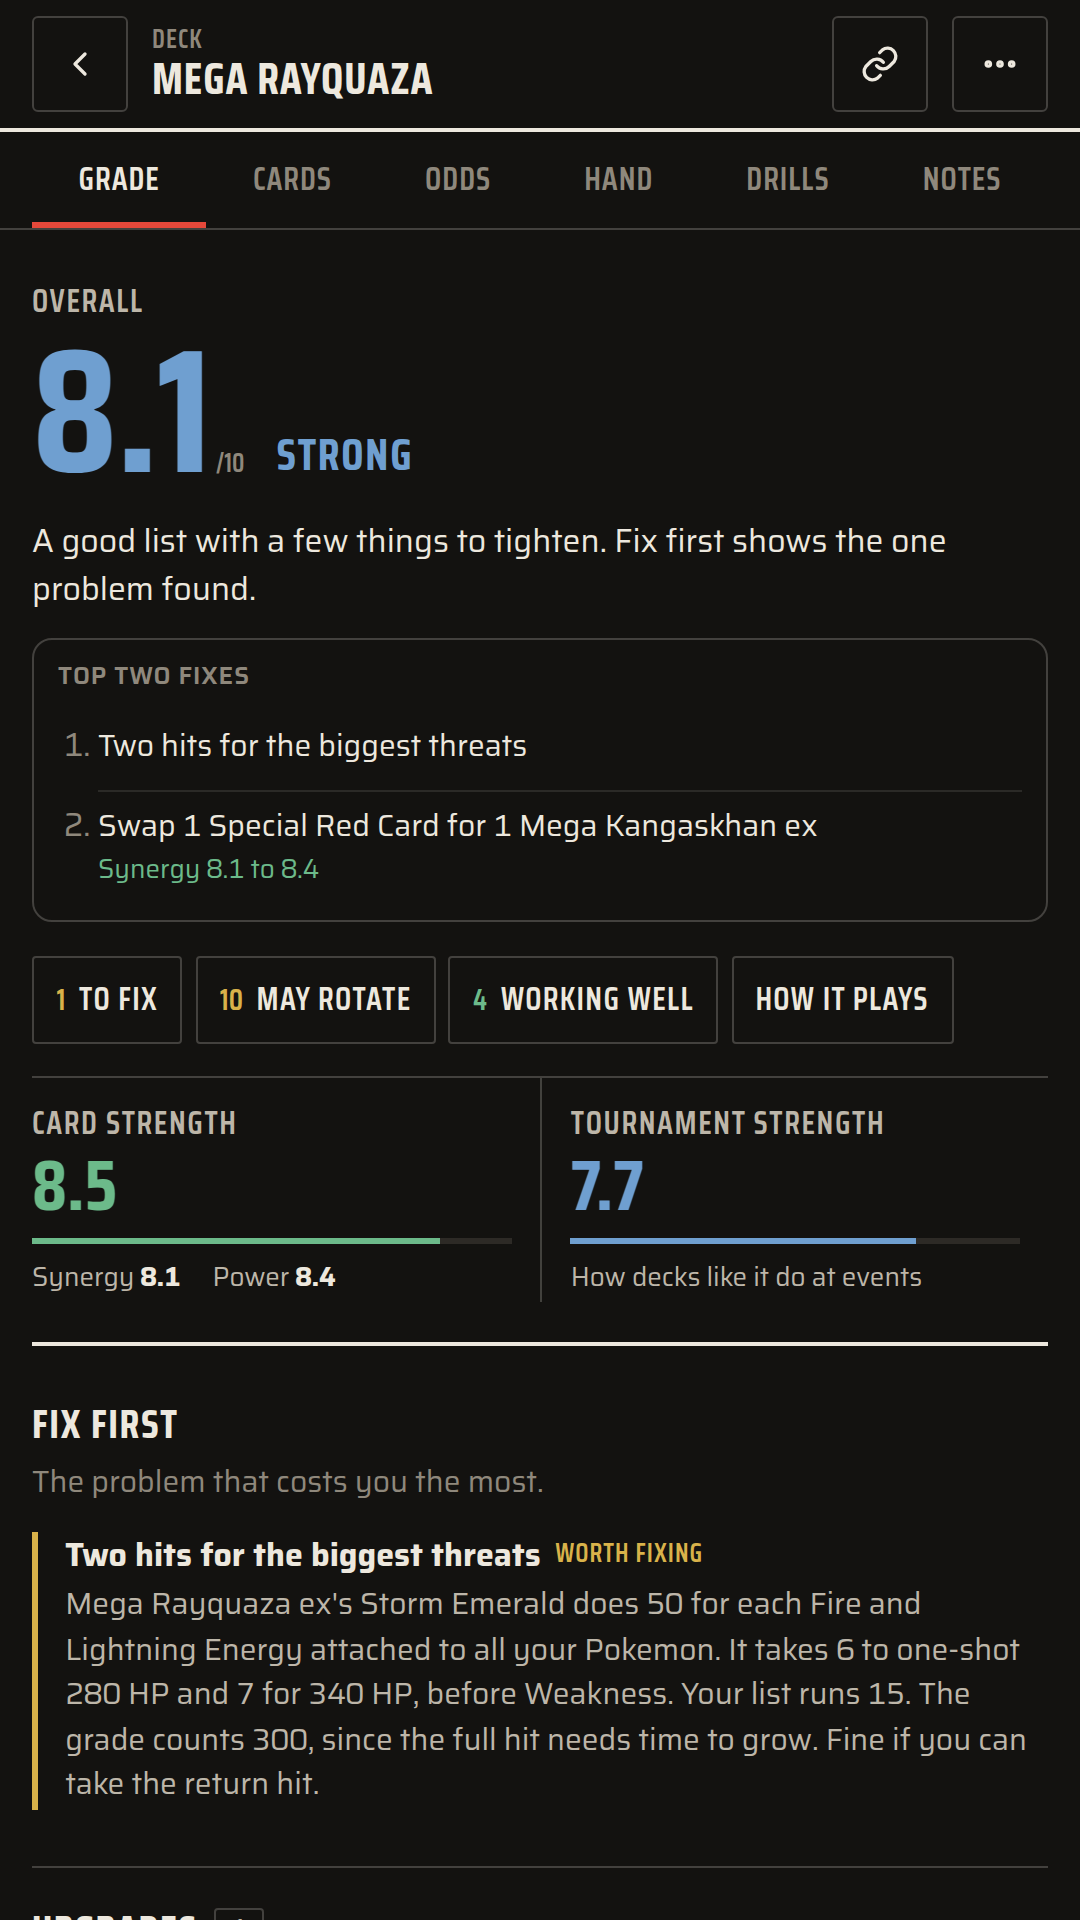 DECK
MEGA RAYQUAZA
GRADE CARDS ODDS HAND DRILLS NOTES
OVERALL
8.1/10 STRONG
A good list with a few things to tighten. Fix first shows the one
problem found.
TOP TWO FIXES
1. Two hits for the biggest threats
2. Swap 1 Special Red Card for 1 Mega Kangaskhan ex
Synergy 8.1 to 8.4
1 TO FIX 10 MAY ROTATE 4 WORKING WELL HOW IT PLAYS
CARD STRENGTH TOURNAMENT STRENGTH
8.5 7.7
Synergy 8.1 Power 8.4 How decks like it do at events
FIX FIRST
The problem that costs you the most.
Two hits for the biggest threats WORTH FIXING
Mega Rayquaza ex's Storm Emerald does 50 for each Fire and
Lightning Energy attached to all your Pokemon. It takes 6 to one-shot
280 HP and 7 for 340 HP, before Weakness. Your list runs 15. The
grade counts 300, since the full hit needs time to grow. Fine if you can
take the return hit.